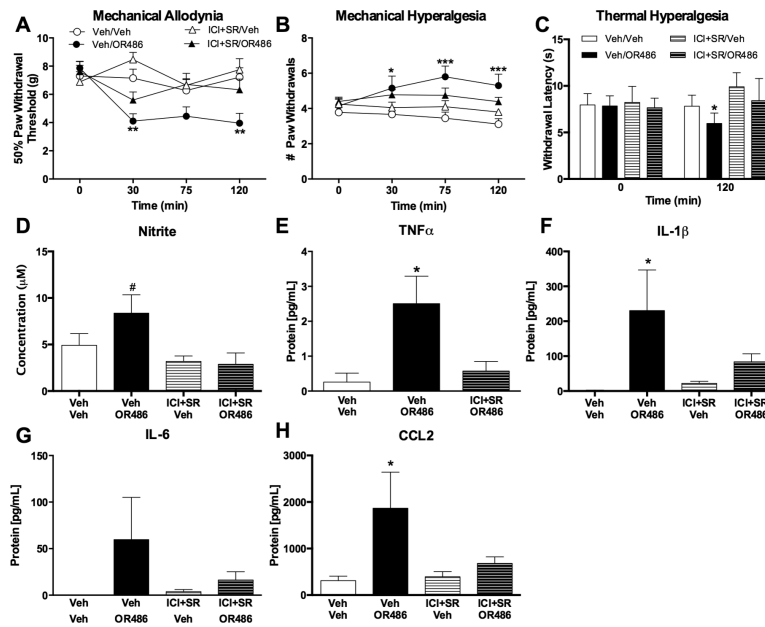 Mechanical Allodynia
A
Veh/Veh
Veh/OR486
ICI+SR/Veh
ICI+SR/OR486
50% Paw Withdrawal
Threshold (g)
10
8
6
4
2
0
**
**
0 30 75 120
Time (min)
Mechanical Hyperalgesia
B
# Paw Withdrawals
8
6
4
2
0
*
***
***
0 30 75 120
Time (min)
Thermal Hyperalgesia
C
Veh/Veh
Veh/OR486
ICI+SR/Veh
ICI+SR/OR486
Withdrawal Latency (s)
20
15
10
5
0
*
0 120
Time (min)
D
Nitrite
Concentration (µM)
15
10
5
0
#
Veh Veh ICI+SR ICI+SR
Veh OR486 Veh OR486
E
TNFα
Protein [pg/mL]
4
3
2
1
0
*
Veh Veh ICI+SR
Veh OR486 OR486
F
IL-1β
Protein [pg/mL]
400
300
200
100
0
*
Veh Veh ICI+SR ICI+SR
Veh OR486 Veh OR486
G
IL-6
Protein [pg/mL]
150
100
50
0
Veh Veh ICI+SR ICI+SR
Veh OR486 Veh OR486
H
CCL2
Protein [pg/mL]
3000
2000
1000
0
*
Veh Veh ICI+SR ICI+SR
Veh OR486 Veh OR486